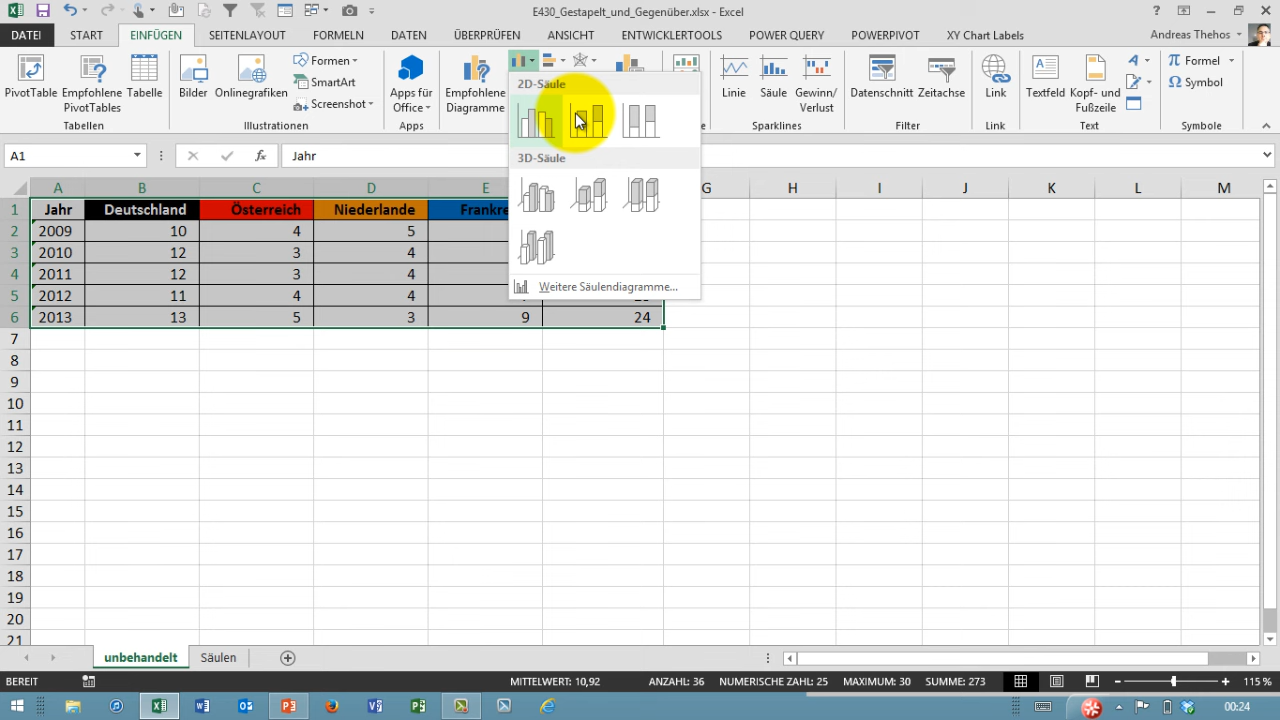 E430_Gestapelt_und_Gegenüber.xlsx - Excel
?
DATEI START EINFÜGEN SEITENLAYOUT FORMELN DATEN ÜBERPRÜFEN ANSICHT ENTWICKLERTOOLS POWER QUERY POWERPIVOT XY Chart Labels Andreas Thehos
PivotTable
Empfohlene PivotTables
Tabelle
Tabellen
Bilder
Onlinegrafiken
Formen
SmartArt
Screenshot
Illustrationen
Apps für Office
Apps
Empfohlene Diagramme
Linie
Säule
Gewinn/ Verlust
Sparklines
Datenschnitt
Zeitachse
Filter
Link
Link
Textfeld
Kopf- und Fußzeile
Text
Formel
Symbol
Symbole
2D-Säule
3D-Säule
Weitere Säulendiagramme...
A1 fx Jahr
A B C D E G H I J K L M
1 Jahr Deutschland Österreich Niederlande
2 2009 10 4 5
3 2010 12 3 4
4 2011 12 3 4
5 2012 11 4 4
6 2013 13 5 3 9 24
7
8
9
10
11
12
13
14
15
16
17
18
19
20
21
unbehandelt Säulen
BEREIT MITTELWERT: 10,92 ANZAHL: 36 NUMERISCHE ZAHL: 25 MAXIMUM: 30 SUMME: 273 115 %
00:24